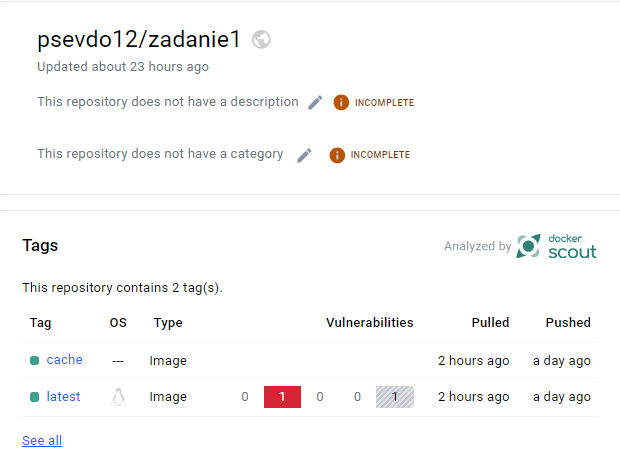 psevdo12/zadanie1
Updated about 23 hours ago
This repository does not have a description INCOMPLETE
This repository does not have a category INCOMPLETE
Tags Analyzed by docker scout
This repository contains 2 tag(s).
Tag OS Type Vulnerabilities Pulled Pushed
cache --- Image 2 hours ago a day ago
latest Image 0 1 0 0 1 2 hours ago a day ago
See all